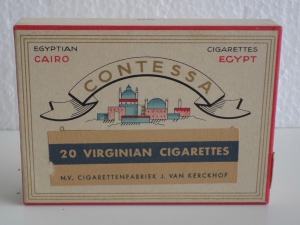 EGYPTIAN CIGARETTES
CAIRO EGYPT
CONTESSA
20 VIRGINIAN CIGARETTES
N.V. CIGARETTENFABRIEK J. VAN KERCKHOF